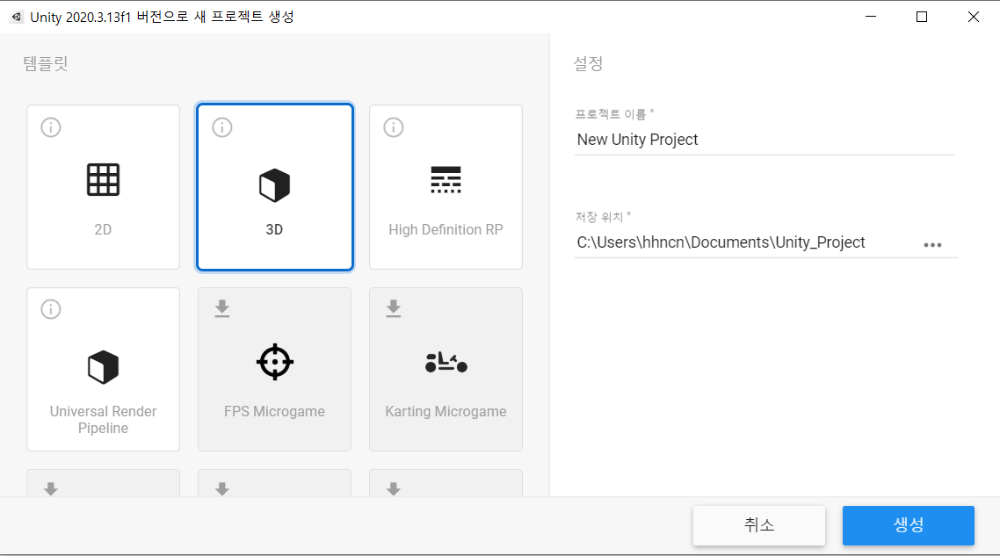 Unity 2020.3.13f1 버전으로 새 프로젝트 생성
템플릿
2D
3D
High Definition RP
Universal Render
Pipeline
FPS Microgame
Karting Microgame
설정
프로젝트 이름 *
New Unity Project
저장 위치 *
C:\Users\hhncn\Documents\Unity_Project
취소
생성